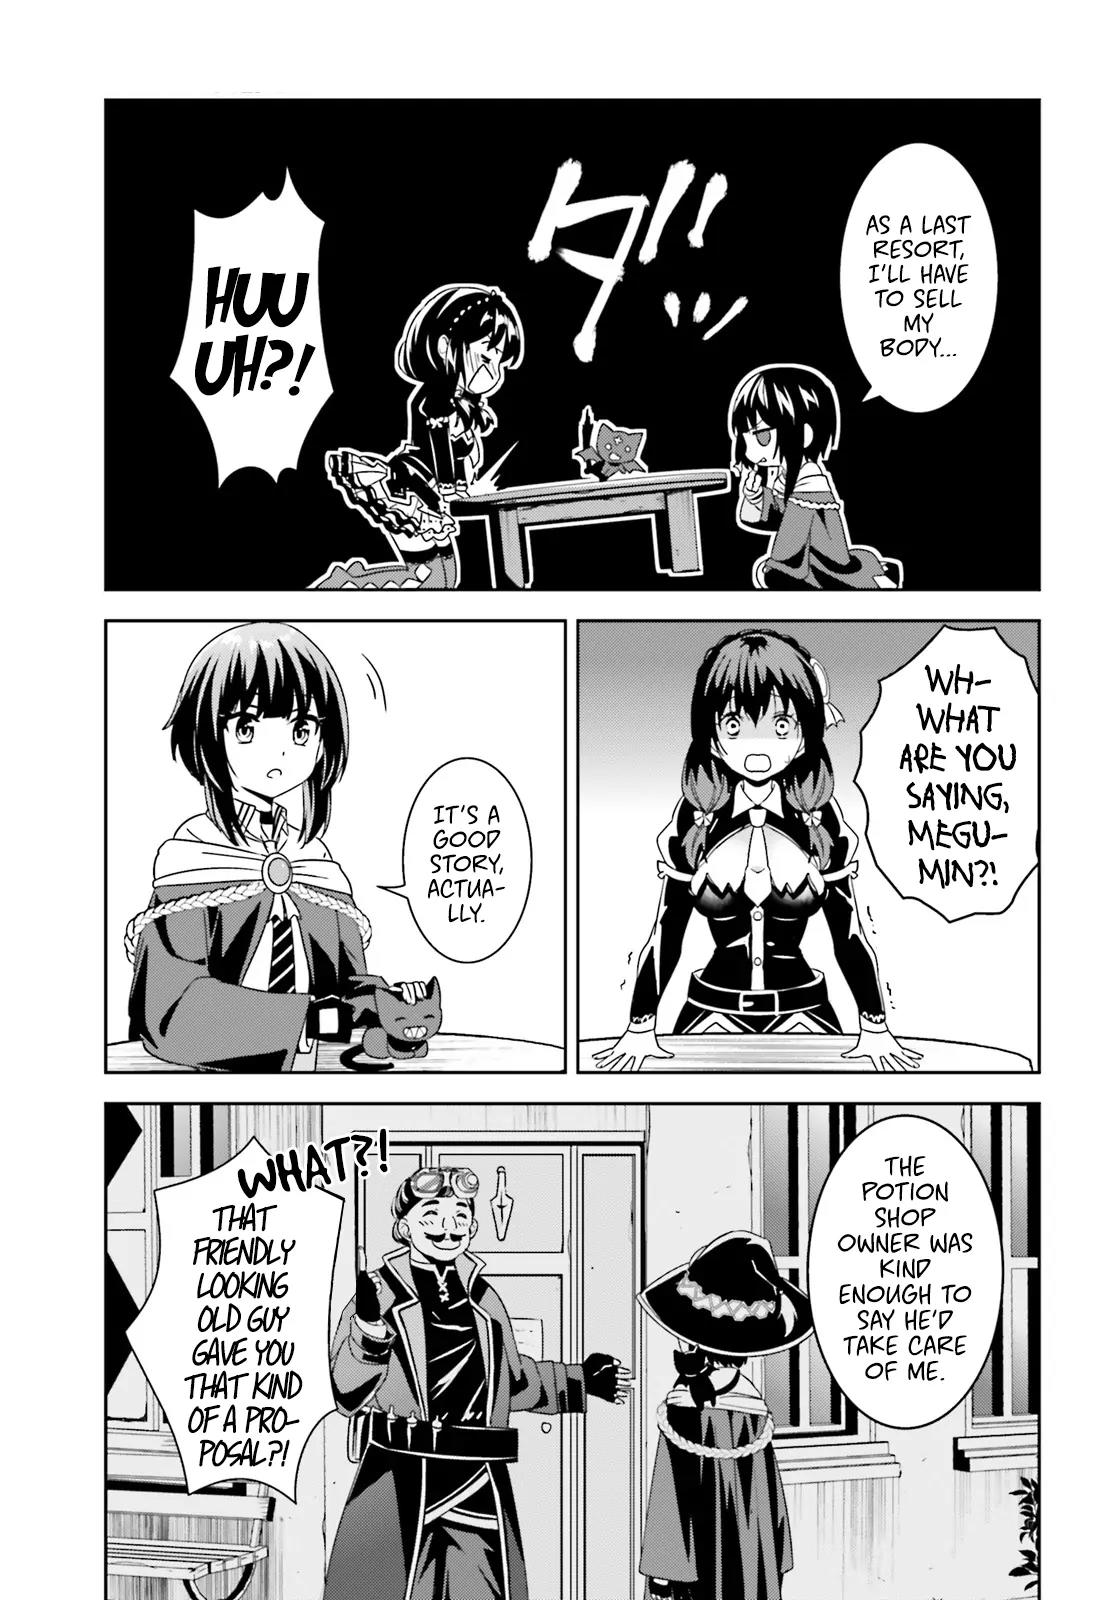 AS A LAST
RESORT,
I'LL HAVE
TO SELL
MY
BODY...
ダッ!!
HUU
UH?!
WH-
WHAT
ARE YOU
SAYING,
MEGU-
MIN?!
IT'S A
GOOD
STORY,
ACTUA-
LLY.
THE
POTION
SHOP
OWNER WAS
KIND
ENOUGH TO
SAY HE'D
TAKE CARE
OF ME.
WHAT?!
THAT
FRIENDLY
LOOKING
OLD GUY
GAVE YOU
THAT KIND
OF A PRO-
POSAL?!